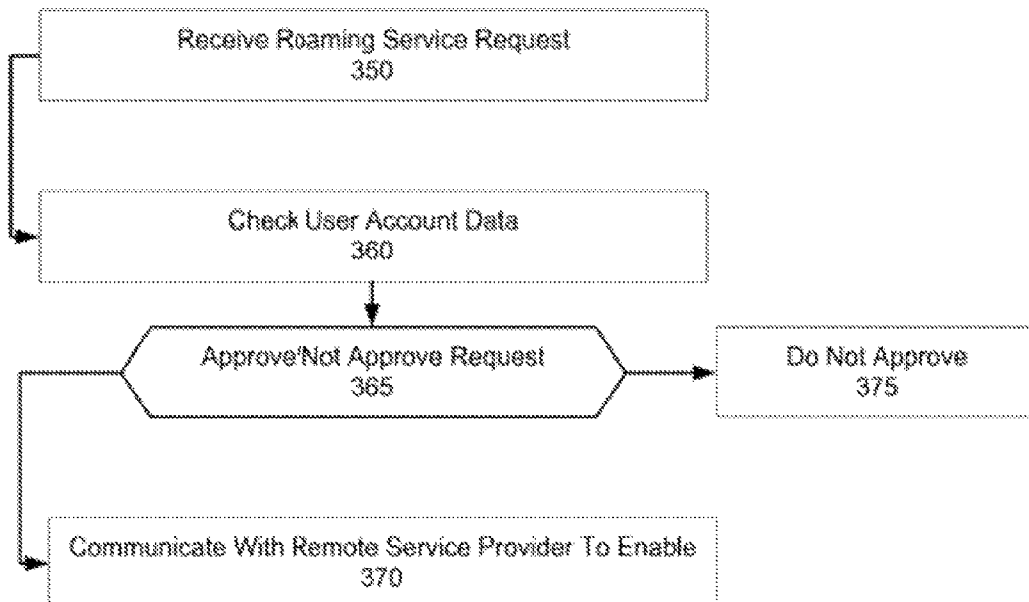 Receive Roaming Service Request
350
Check User Account Data
360
Approve/Not Approve Request
365
Do Not Approve
375
Communicate With Remote Service Provider To Enable
370